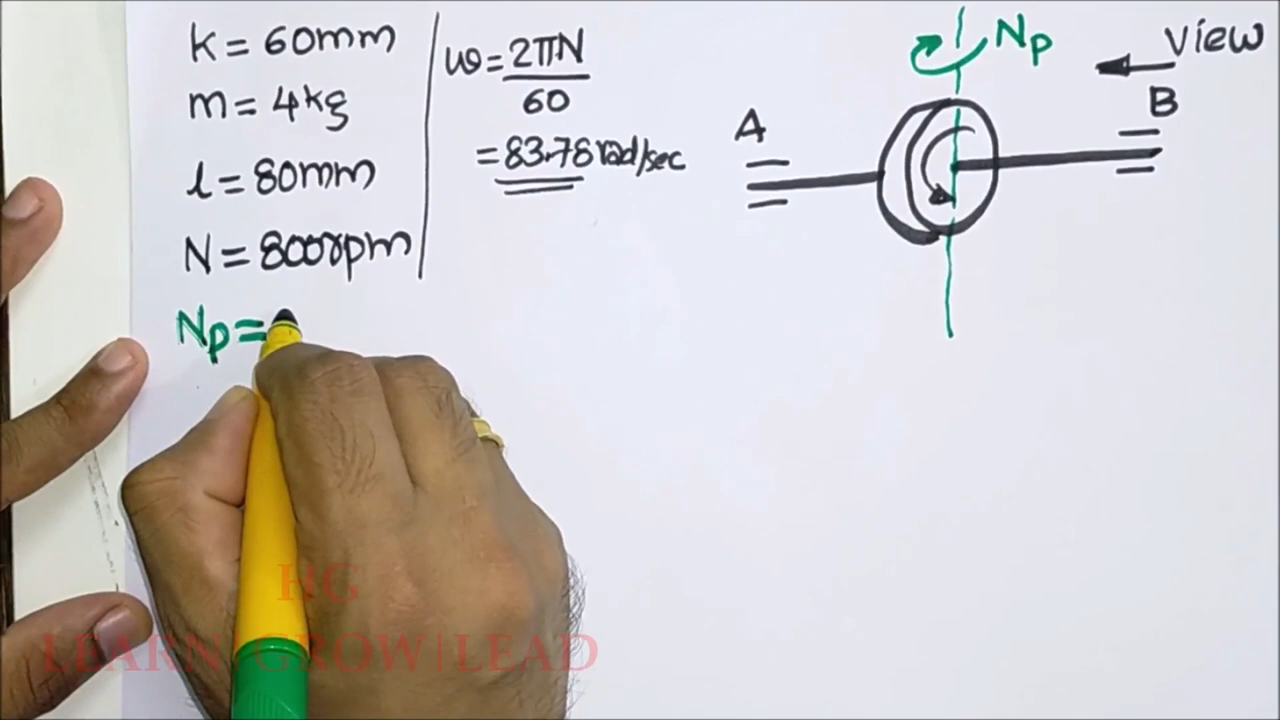 k = 60mm
m = 4kg
l = 80mm
N = 800rpm
Np =
ω = 2πN
60
= 83.78 rad/sec
Np
View
A
B
HG
LEARN|GROW|LEAD